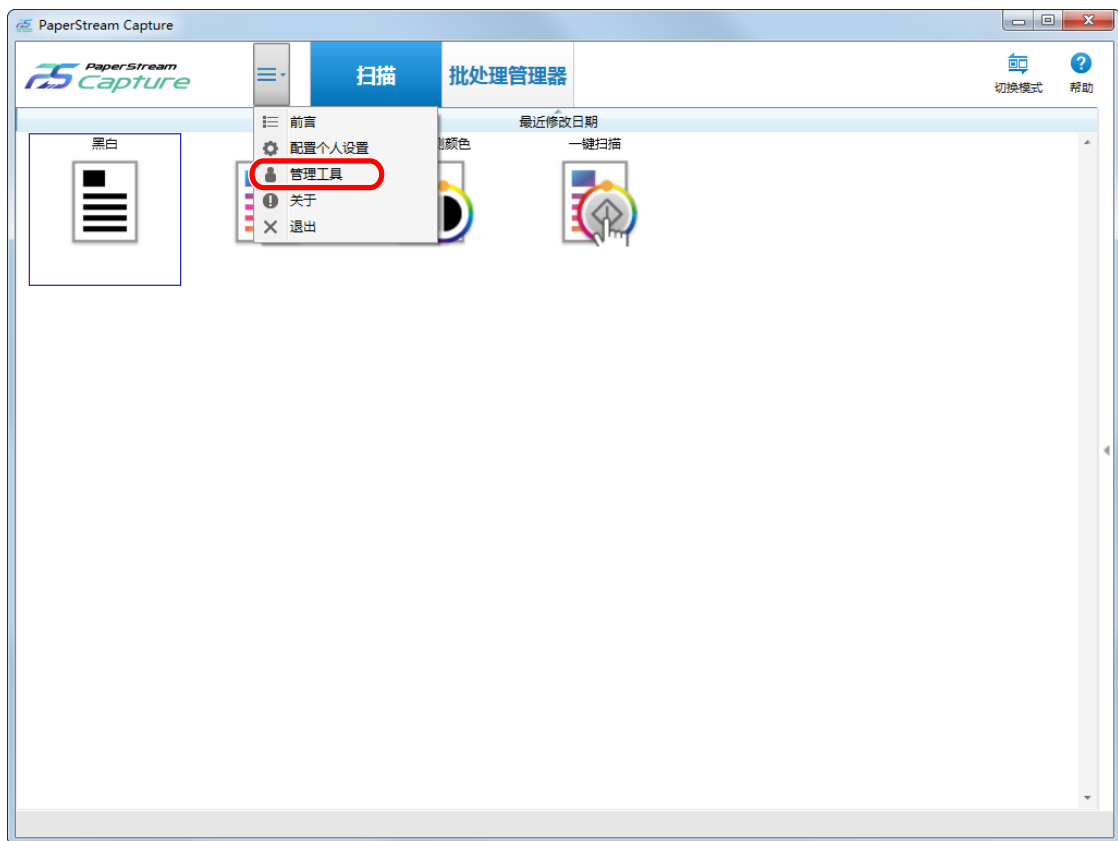 PaperStream Capture
PaperStream
Capture
扫描
批处理管理器
切换模式
帮助
最近修改日期
前言
配置个人设置
管理工具
关于
退出
黑白
颜色
一键扫描